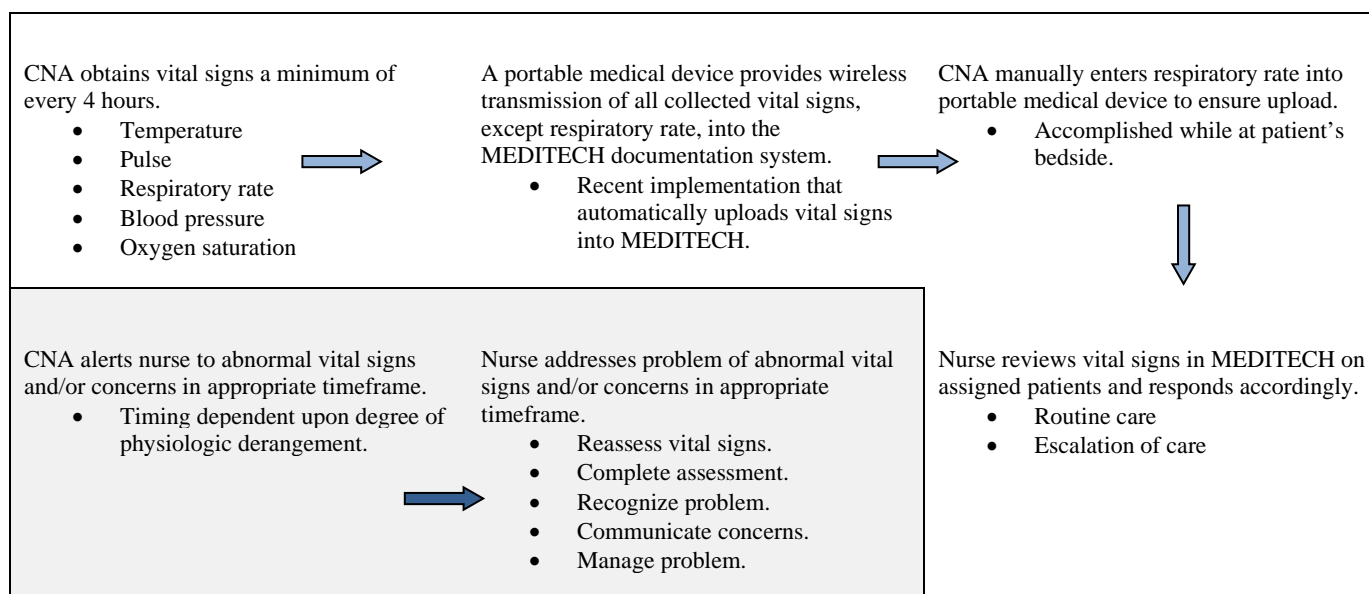 CNA obtains vital signs a minimum of
every 4 hours.
• Temperature
• Pulse
• Respiratory rate
• Blood pressure
• Oxygen saturation
A portable medical device provides wireless
transmission of all collected vital signs,
except respiratory rate, into the
MEDITECH documentation system.
• Recent implementation that
automatically uploads vital signs
into MEDITECH.
CNA manually enters respiratory rate into
portable medical device to ensure upload.
• Accomplished while at patient’s
bedside.
CNA alerts nurse to abnormal vital signs
and/or concerns in appropriate timeframe.
• Timing dependent upon degree of
physiologic derangement.
Nurse addresses problem of abnormal vital
signs and/or concerns in appropriate
timeframe.
• Reassess vital signs.
• Complete assessment.
• Recognize problem.
• Communicate concerns.
• Manage problem.
Nurse reviews vital signs in MEDITECH on
assigned patients and responds accordingly.
• Routine care
• Escalation of care